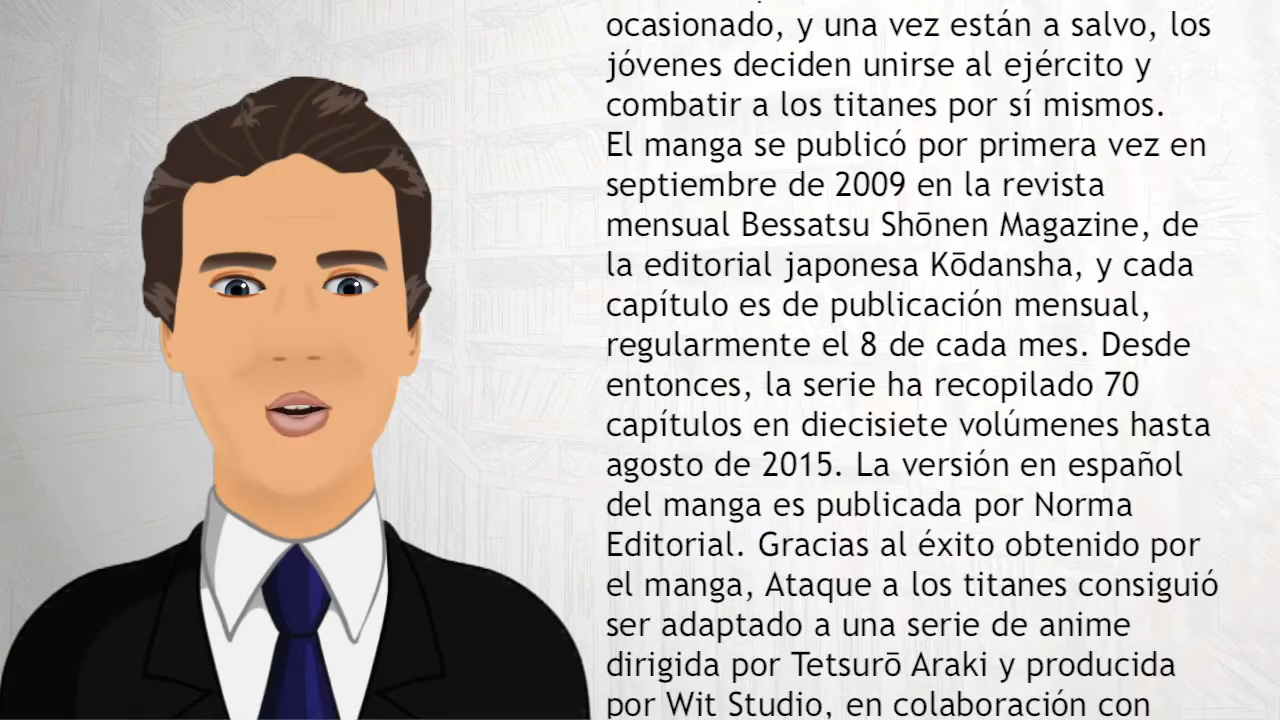 ocasionado, y una vez están a salvo, los
jóvenes deciden unirse al ejército y
combatir a los titanes por sí mismos.
El manga se publicó por primera vez en
septiembre de 2009 en la revista
mensual Bessatsu Shōnen Magazine, de
la editorial japonesa Kōdansha, y cada
capítulo es de publicación mensual,
regularmente el 8 de cada mes. Desde
entonces, la serie ha recopilado 70
capítulos en diecisiete volúmenes hasta
agosto de 2015. La versión en español
del manga es publicada por Norma
Editorial. Gracias al éxito obtenido por
el manga, Ataque a los titanes consiguió
ser adaptado a una serie de anime
dirigida por Tetsurō Araki y producida
por Wit Studio, en colaboración con